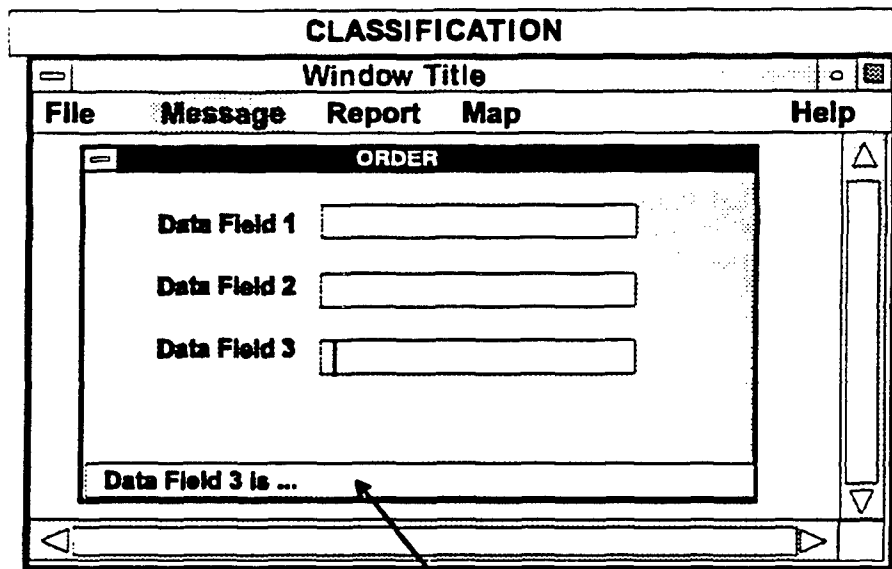 CLASSIFICATION
Window Title
File Message Report Map Help
ORDER
Data Field 1
Data Field 2
Data Field 3
Data Field 3 is ...